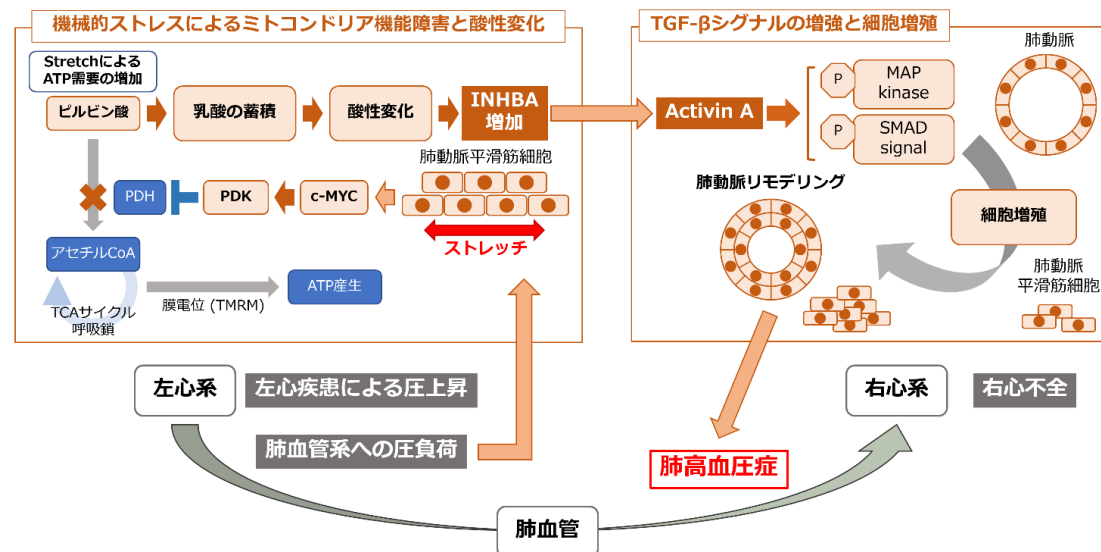 機械的ストレスによるミトコンドリア機能障害と酸性変化
Stretchによる
ATP需要の増加
ピルビン酸
乳酸の蓄積
酸性変化
INHBA
増加
肺動脈平滑筋細胞
PDH
PDK
c-MYC
ストレッチ
アセチルCoA
TCAサイクル
呼吸鎖
膜電位 (TMRM)
ATP産生
TGF-βシグナルの増強と細胞増殖
肺動脈
Activin A
P
MAP
kinase
P
SMAD
signal
肺動脈リモデリング
細胞増殖
肺動脈
平滑筋細胞
左心系
左心疾患による圧上昇
肺血管系への圧負荷
右心系
右心不全
肺高血圧症
肺血管